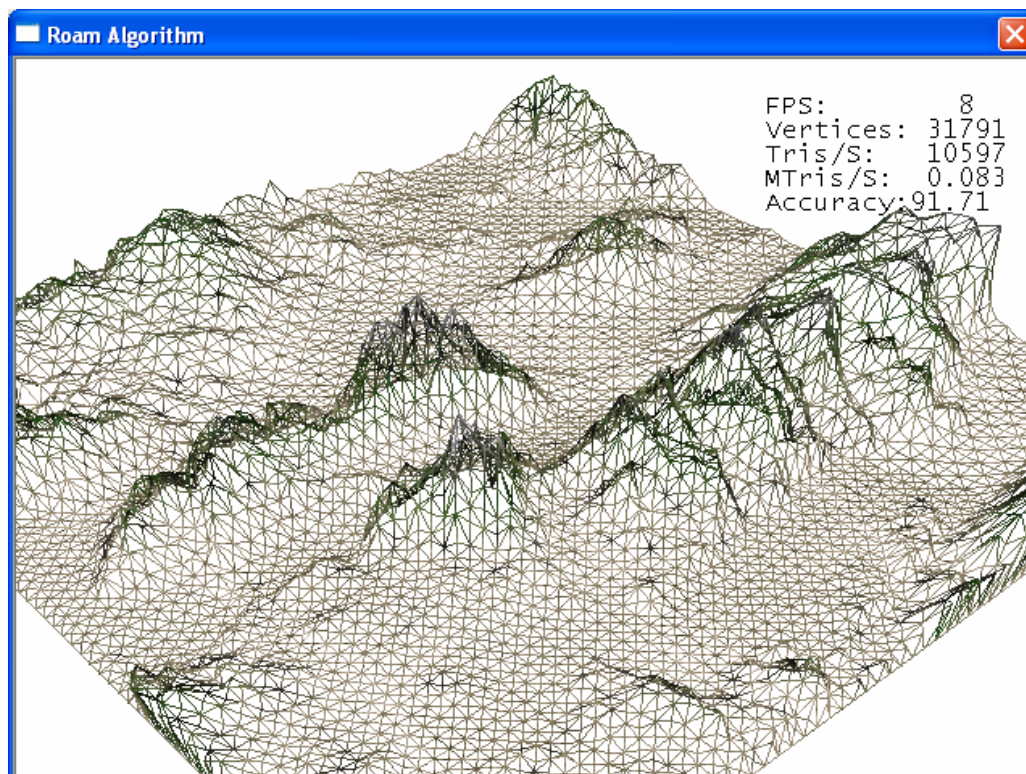 Roam Algorithm
FPS: 8
Vertices: 31791
Tris/S: 10597
MTris/S: 0.083
Accuracy:91.71